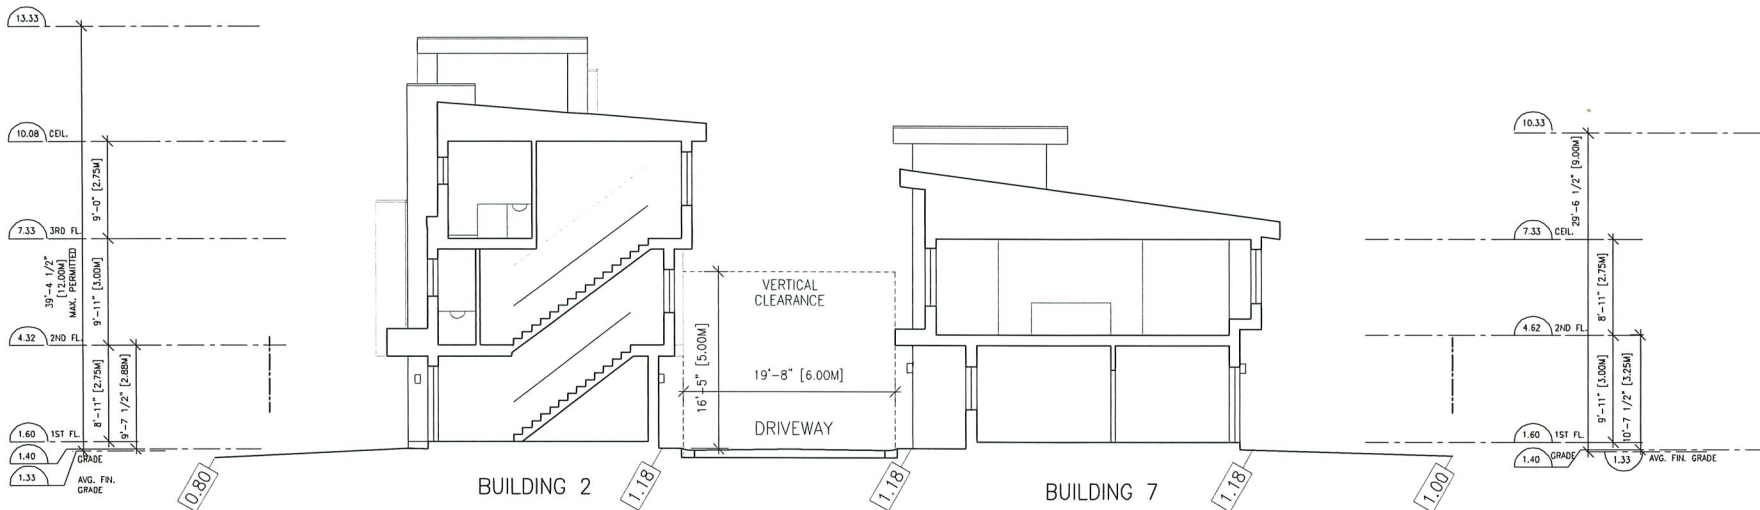 13.33
10.08 CEIL.
9'-0" [2.75M]
7.33 3RD FL.
39'-4 1/2"
[12.00M]
MAX. PERMITTED
9'-11" [3.00M]
4.32 2ND FL.
8'-11" [2.75M]
9'-7 1/2" [2.88M]
1.60 1ST FL.
1.40 GRADE
1.33 AVG. FIN.
GRADE
0.80
BUILDING 2
1.18
VERTICAL
CLEARANCE
16'-5" [5.00M]
19'-8" [6.00M]
DRIVEWAY
1.18
BUILDING 7
1.18
1.00
10.33
29'-6 1/2" [9.00M]
7.33 CEIL.
8'-11" [2.75M]
4.62 2ND FL.
9'-11" [3.00M]
10'-7 1/2" [3.25M]
1.60 1ST FL.
1.40 GRADE
1.33 AVG. FIN. GRADE